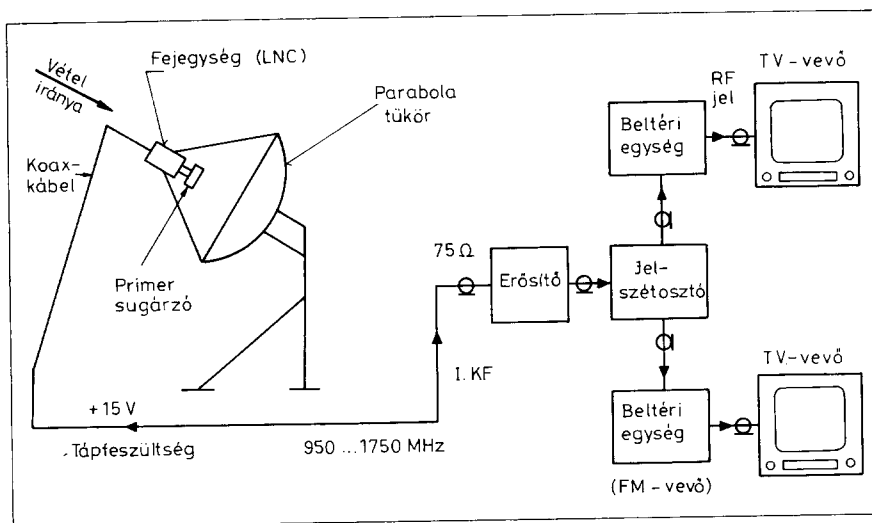 Vétel
iránya
Fejegység (LNC)
Parabola
tükör
Koax-
kábel
Primer
sugárzó
+15 V
Tápfeszültség
950 ...1750 MHz
I. KF
75 Ω
Erősítő
Jel-
szétosztó
Beltéri
egység
RF
jel
TV-vevő
Beltéri
egység
(FM-vevő)
TV-vevő